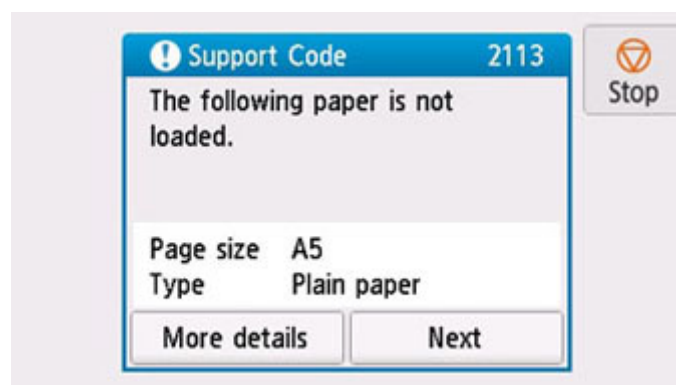 Support Code 2113
Stop
The following paper is not
loaded.
Page size A5
Type Plain paper
More details Next